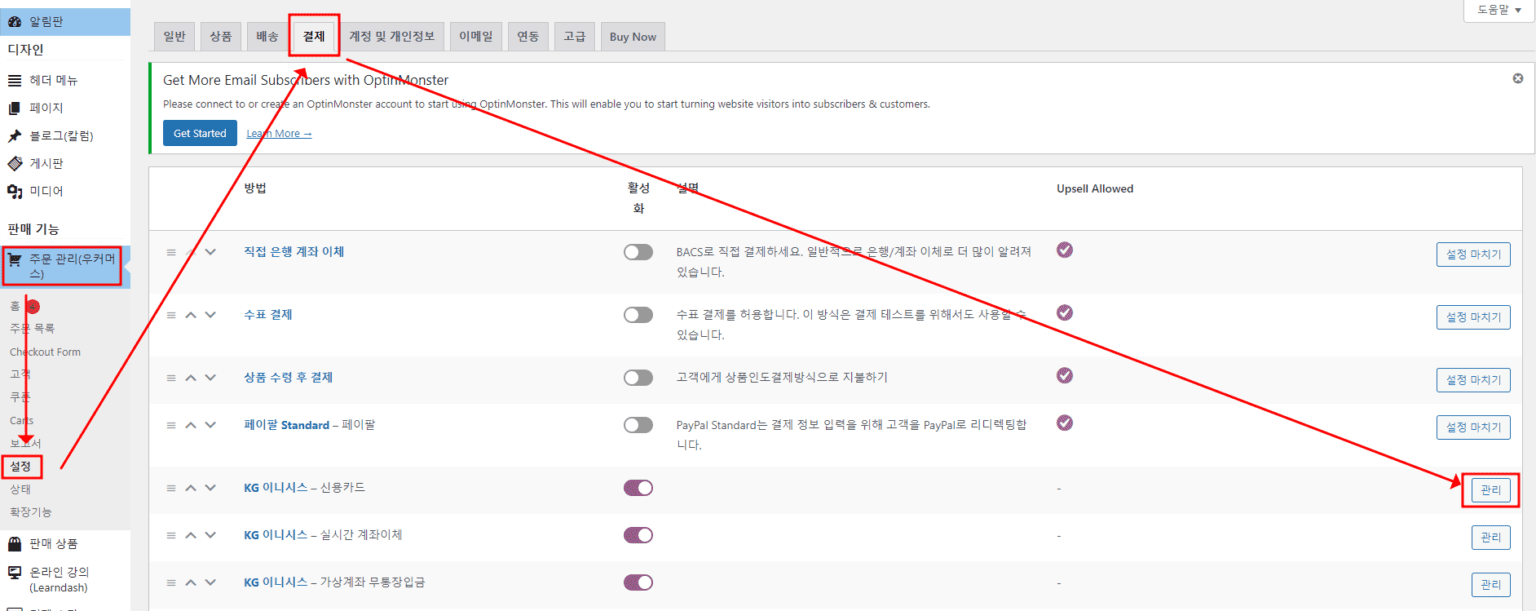 도움말 ▼
알림판
디자인
헤더 메뉴
페이지
블로그(칼럼)
게시판
미디어
판매 기능
주문 관리(우커머
스)
홈
주문 목록
Checkout Form
고객
쿠폰
Carts
보고서
설정
상태
확장기능
판매 상품
온라인 강의
(Learndash)
일반
상품
배송
결제
계정 및 개인정보
이메일
연동
고급
Buy Now
Get More Email Subscribers with OptinMonster
Please connect to or create an OptinMonster account to start using OptinMonster. This will enable you to start turning website visitors into subscribers & customers.
Get Started
Learn More →
방법
활성
화
설명
Upsell Allowed
직접 은행 계좌 이체
BACS로 직접 결제하세요. 일반적으로 은행/계좌 이체로 더 많이 알려져
있습니다.
설정 마치기
수표 결제
수표 결제를 허용합니다. 이 방식은 결제 테스트를 위해서도 사용할 수
있습니다.
설정 마치기
상품 수령 후 결제
고객에게 상품인도결제방식으로 지불하기
설정 마치기
페이팔 Standard – 페이팔
PayPal Standard는 결제 정보 입력을 위해 고객을 PayPal로 리디렉팅합
니다.
설정 마치기
KG 이니시스 – 신용카드
-
관리
KG 이니시스 – 실시간 계좌이체
-
관리
KG 이니시스 – 가상계좌 무통장입금
-
관리